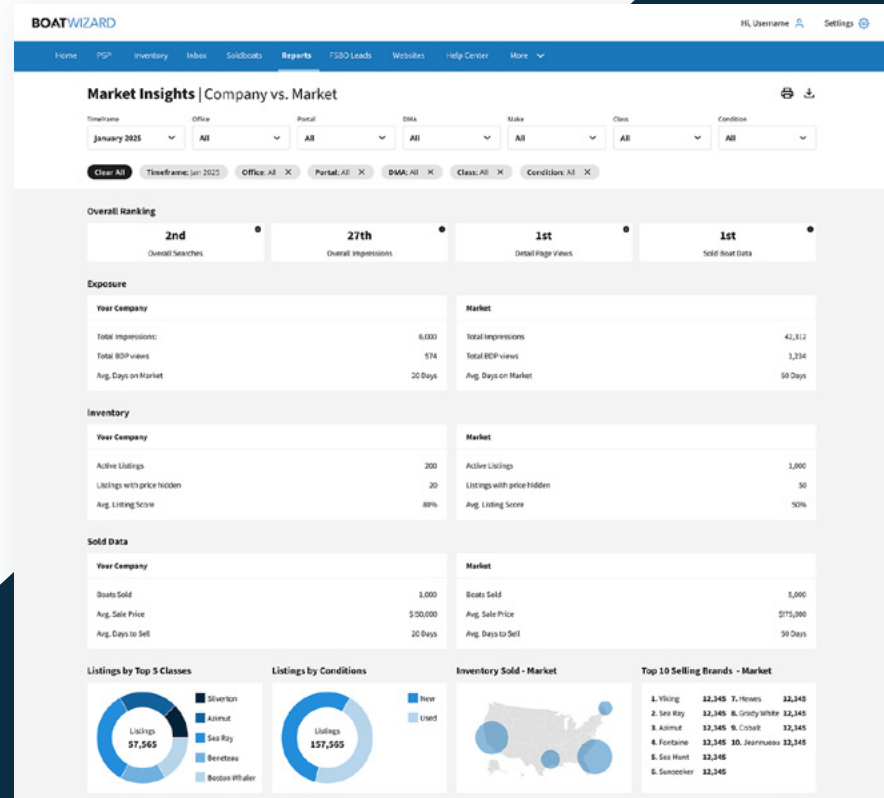 BOATWIZARD
Hi, Username Settings
Home PSP Inventory Inbox Soldboats Reports FSBO Leads Websites Help Center More
Market Insights | Company vs. Market
Timeframe Office Portal DMA Make Class Condition
January 2025 All All All All All All
Clear All Timeframe: Jan 2025 Office: All X Portal: All X DMA: All X Class: All X Condition: All X
Overall Ranking
2nd 27th 1st 1st
Overall Searches Overall Impressions Detail Page Views Sold Boat Data
Exposure
Your Company Market
Total Impressions: 6,000 Total Impressions 42,312
Total BDP views 574 Total BDP views 1,234
Avg. Days on Market 20 Days Avg. Days on Market 50 Days
Inventory
Your Company Market
Active Listings 200 Active Listings 1,000
Listings with price hidden 20 Listings with price hidden 50
Avg. Listing Score 80% Avg. Listing Score 50%
Sold Data
Your Company Market
Boats Sold 1,000 Boats Sold 5,000
Avg. Sale Price $150,000 Avg. Sale Price $175,000
Avg. Days to Sell 20 Days Avg. Days to Sell 50 Days
Listings by Top 5 Classes Listings by Conditions Inventory Sold - Market Top 10 Selling Brands - Market
Listings
57,565
Silverton
Azimut
Sea Ray
Beneteau
Boston Whaler
Listings
157,565
New
Used
1. Viking 12,345 7. Hewes 12,345
2. Sea Ray 12,345 8. Grady White 12,345
3. Azimut 12,345 9. Cobalt 12,345
4. Fontaine 12,345 10. Jeannueau 12,345
5. Sea Hunt 12,345
6. Sunseeker 12,345